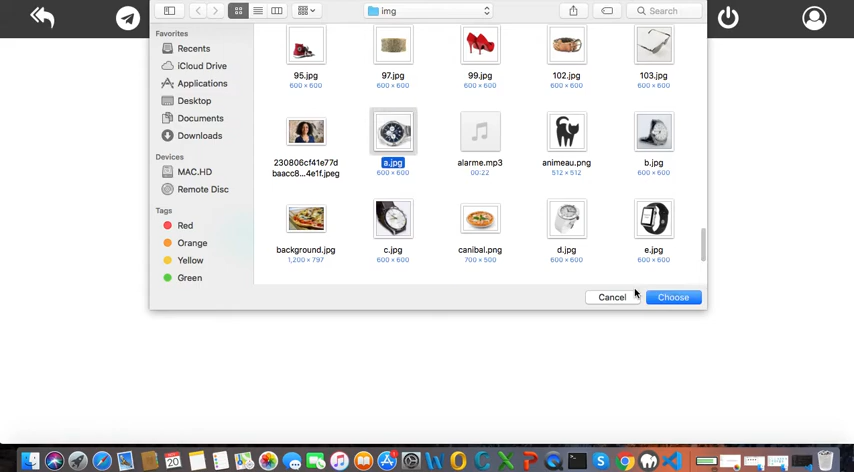 img
Search
Favorites
Recents
iCloud Drive
Applications
Desktop
Documents
Downloads
Devices
MAC.HD
Remote Disc
Tags
Red
Orange
Yellow
Green
95.jpg
600 × 600
97.jpg
600 × 600
99.jpg
600 × 600
102.jpg
600 × 600
103.jpg
600 × 600
230806cf41e77d
baacc8...4e1f.jpeg
a.jpg
600 × 600
alarme.mp3
00:22
animeau.png
512 × 512
b.jpg
600 × 600
background.jpg
1,200 × 797
c.jpg
600 × 600
canibal.png
700 × 500
d.jpg
600 × 600
e.jpg
600 × 600
Cancel
Choose
20